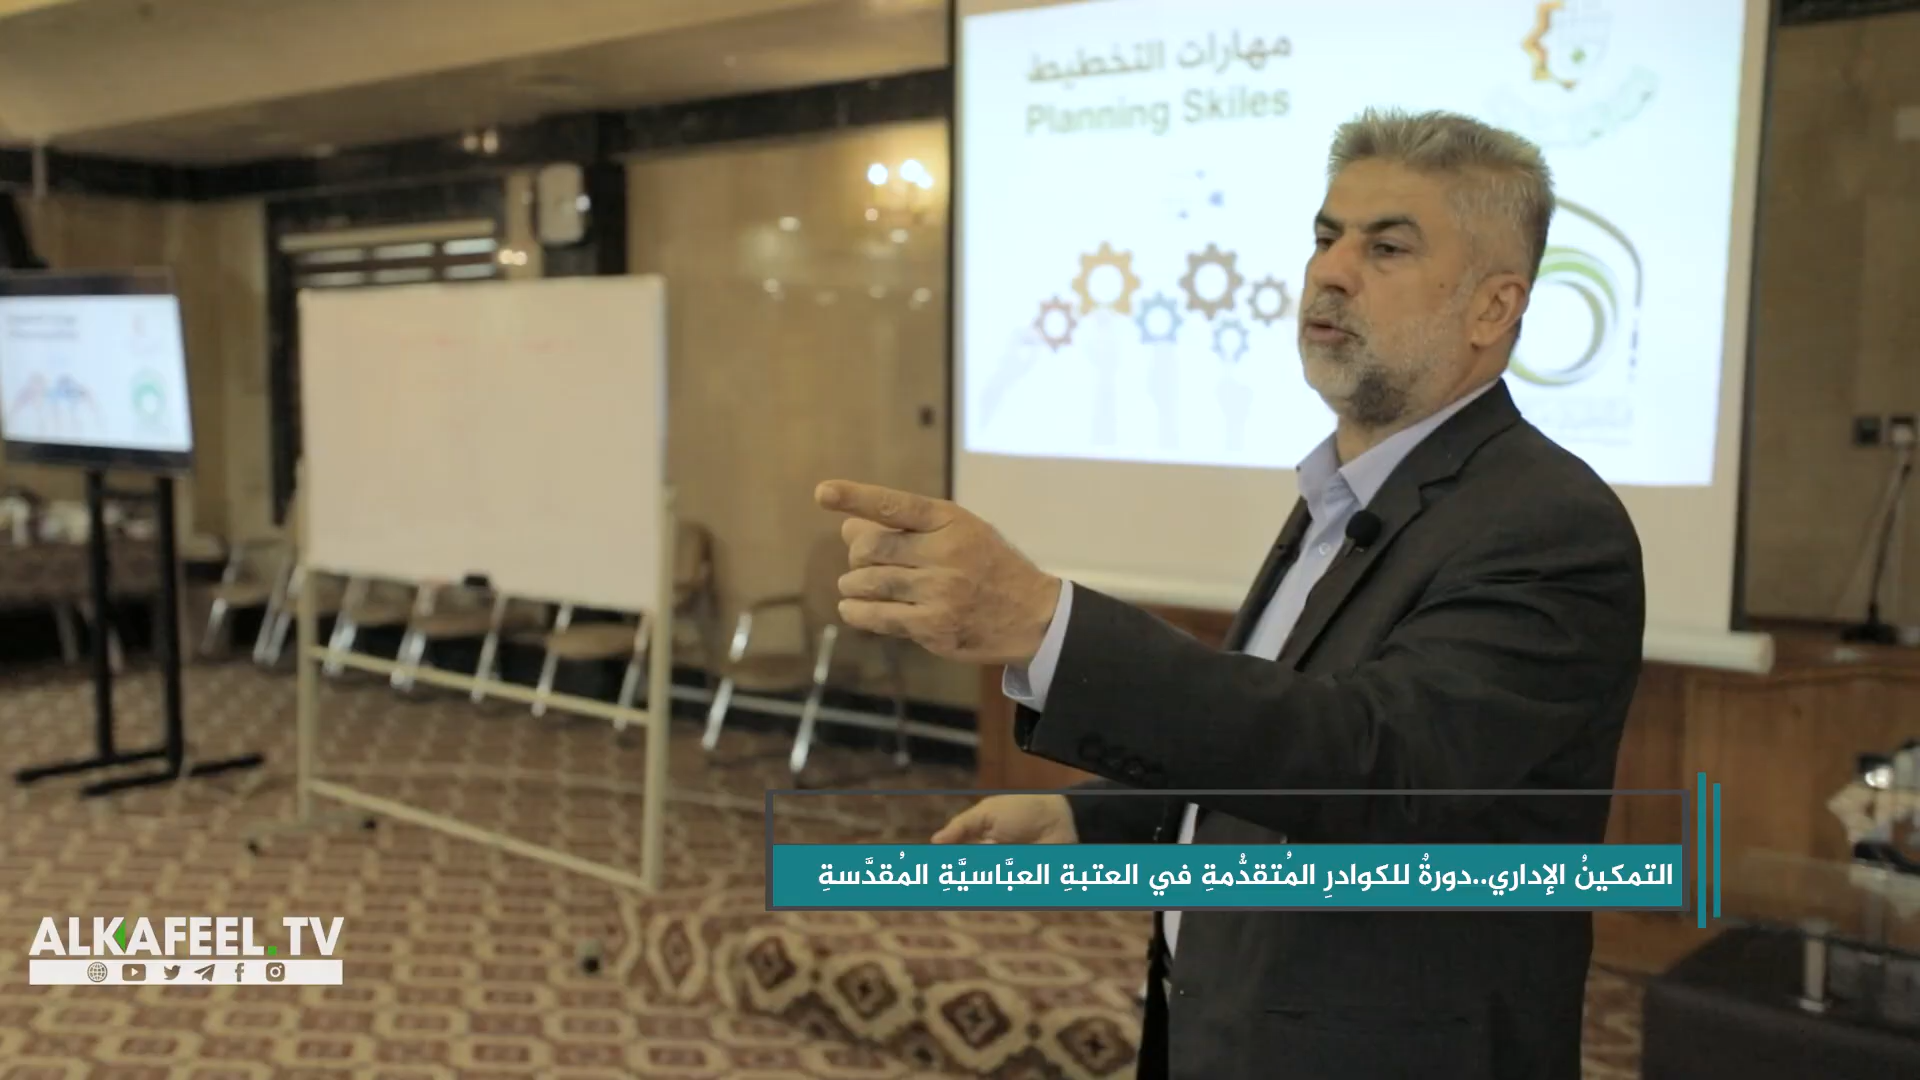 مهارات التخطيط
Planning Skiles
التمكينُ الإداري..دورةٌ للكوادرِ المُتقدُّمةِ في العتبةِ العبَّاسيَّةِ المُقدَّسةِ
ALKAFEEL.TV